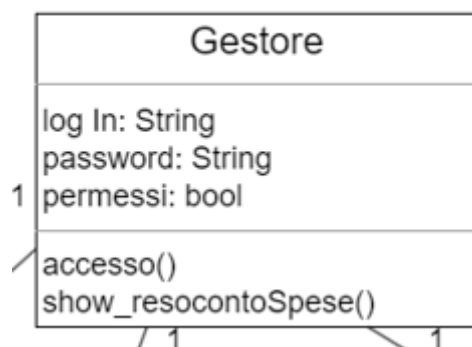 Gestore
log In: String
password: String
1 permessi: bool
accesso()
show_resocontoSpese()
1 1